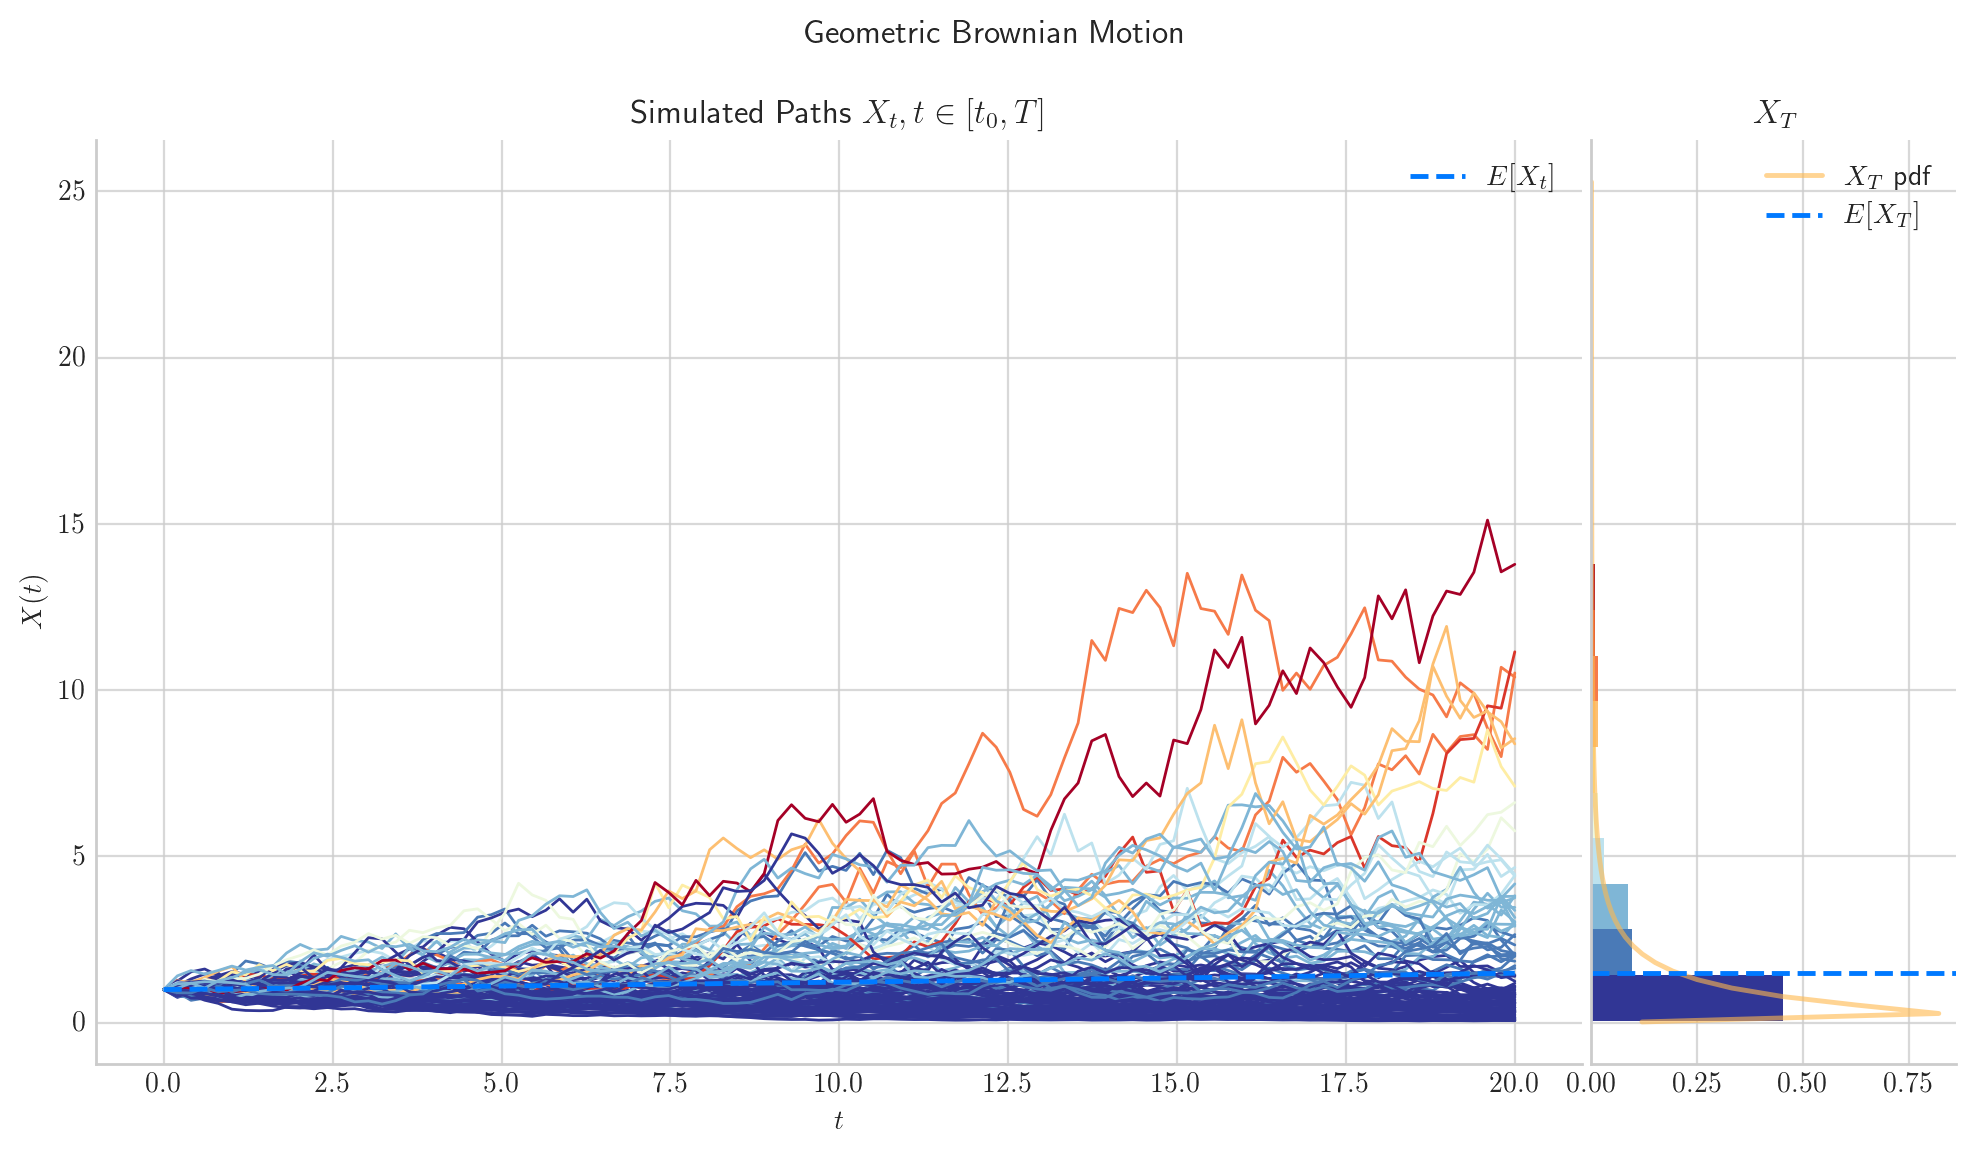 Geometric Brownian Motion
Simulated Paths $X_t, t \in [t_0, T]$
$X_T$
$E[X_t]$
$X_T$ pdf
$E[X_T]$
25
20
15
10
5
0
$X(t)$
0.0 2.5 5.0 7.5 10.0 12.5 15.0 17.5 20.0
0.00 0.25 0.50 0.75
$t$